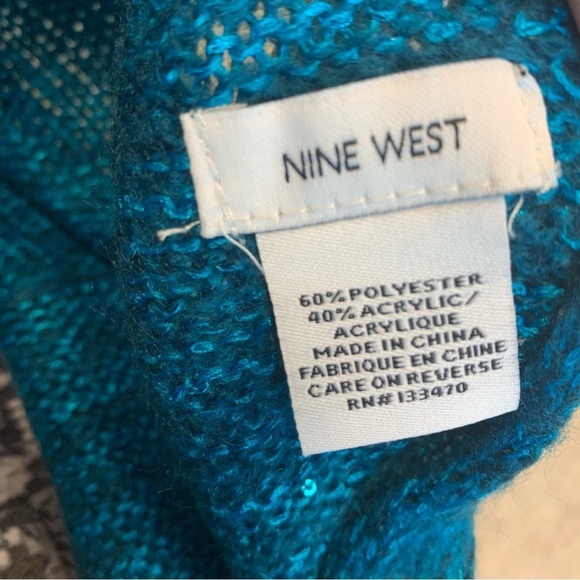 NINE WEST
60% POLYESTER
40% ACRYLIC/
ACRYLIQUE
MADE IN CHINA
FABRIQUE EN CHINE
CARE ON REVERSE
RN# 133470